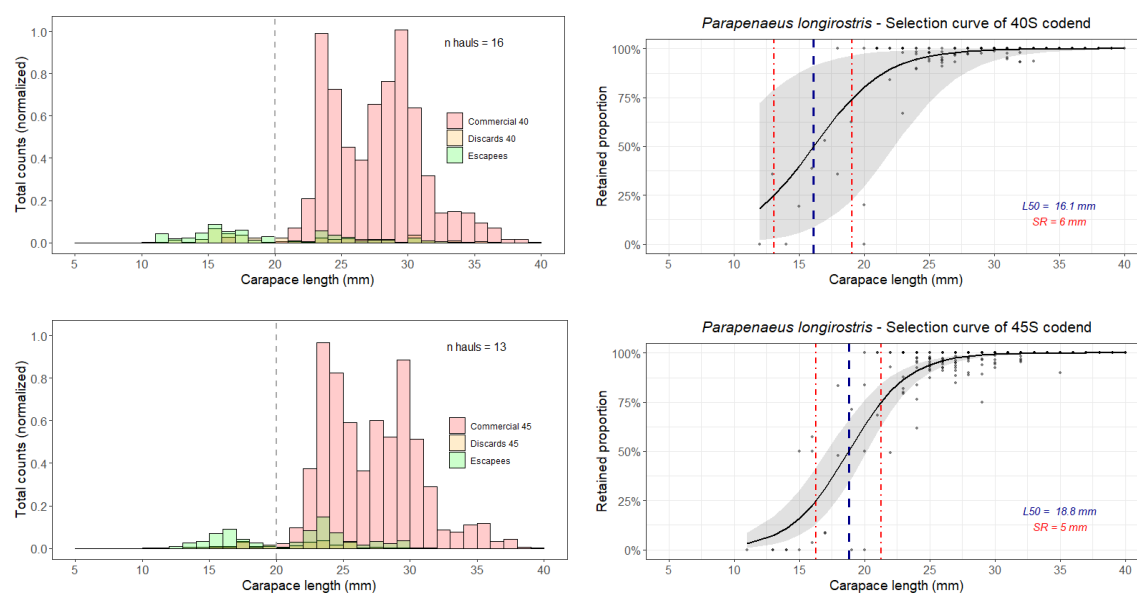 Total counts (normalized)
1.0
0.8
0.6
0.4
0.2
0.0
n hauls = 16
Commercial 40
Discards 40
Escapees
5
10
15
20
25
30
35
40
Carapace length (mm)
Parapenaeus longirostris - Selection curve of 40S codend
Retained proportion
100%
75%
50%
25%
0%
L50 = 16.1 mm
SR = 6 mm
15
20
25
30
35
40
Carapace length (mm)
Total counts (normalized)
1.0
0.8
0.6
0.4
0.2
0.0
n hauls = 13
Commercial 45
Discards 45
Escapees
5
10
15
20
25
30
35
40
Carapace length (mm)
Parapenaeus longirostris - Selection curve of 45S codend
Retained proportion
100%
75%
50%
25%
0%
L50 = 18.8 mm
SR = 5 mm
15
20
25
30
35
40
Carapace length (mm)